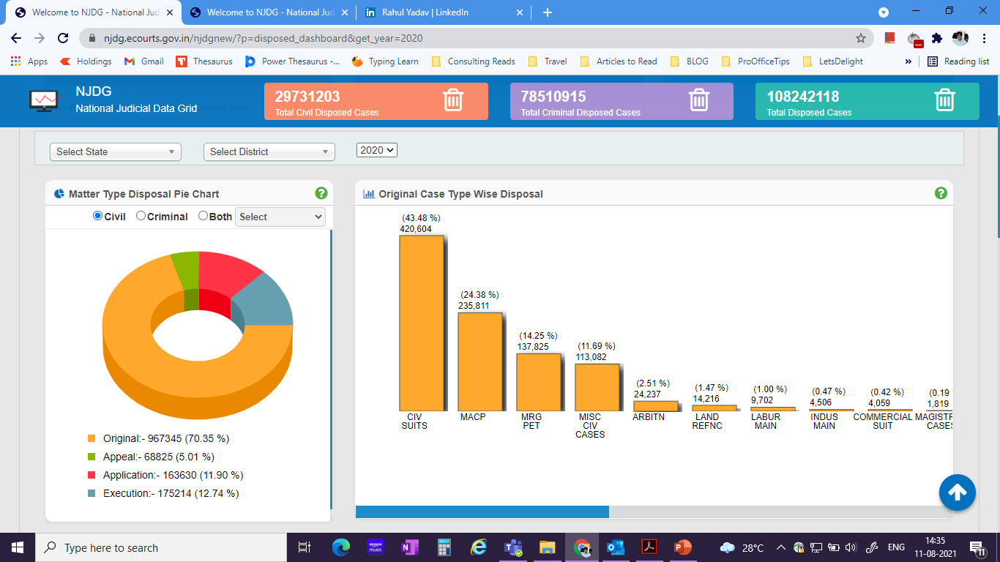 Welcome to NJDG - National Jud
Welcome to NJDG - National Jud
Rahul Yadav | LinkedIn
njdg.ecourts.gov.in/njdgnew/?p=disposed_dashboard&get_year=2020
Apps
Holdings
Gmail
Thesaurus
Power Thesaurus -...
Typing Learn
Consulting Reads
Travel
Articles to Read
BLOG
ProOfficeTips
LetsDelight
»
Reading list
NJDG
National Judicial Data Grid
29731203
Total Civil Disposed Cases
78510915
Total Criminal Disposed Cases
108242118
Total Disposed Cases
Select State
Select District
2020
Matter Type Disposal Pie Chart
?
Civil
Criminal
Both
Select
Original:- 967345 (70.35 %)
Appeal:- 68825 (5.01 %)
Application:- 163630 (11.90 %)
Execution:- 175214 (12.74 %)
Original Case Type Wise Disposal
?
(43.48 %)
420,604
CIV
SUITS
(24.38 %)
235,811
MACP
(14.25 %)
137,825
MRG
PET
(11.69 %)
113,082
MISC
CIV
CASES
(2.51 %)
24,237
ARBITN
(1.47 %)
14,216
LAND
REFNC
(1.00 %)
9,702
LABUR
MAIN
(0.47 %)
4,506
INDUS
MAIN
(0.42 %)
4,059
COMMERCIAL
SUIT
(0.19
1,819
MAGISTR
CASES
Type here to search
28°C
ENG
14:35
11-08-2021
11